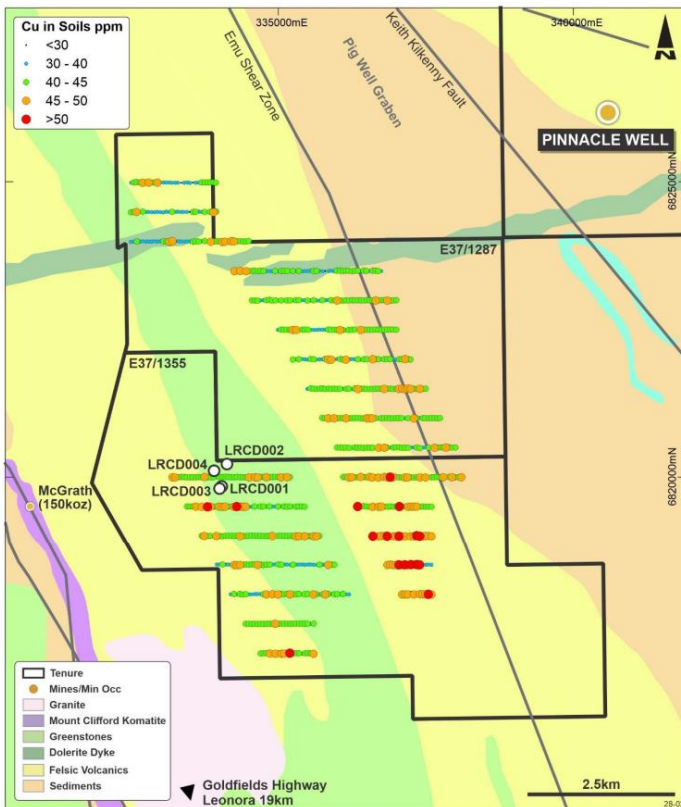 335000mE
340000mE
Cu in Soils ppm
<30
30 - 40
40 - 45
45 - 50
>50
N
Emu Shear Zone
Pig Well Graben
Keith Kilkenny Fault
PINNACLE WELL
6825000mN
E37/1287
E37/1355
LRCD002
LRCD004
LRCD003
LRCD001
6820000mN
McGrath
(150koz)
Tenure
Mines/Min Occ
Granite
Mount Clifford Komatite
Greenstones
Dolerite Dyke
Felsic Volcanics
Sediments
Goldfields Highway
Leonora 19km
2.5km